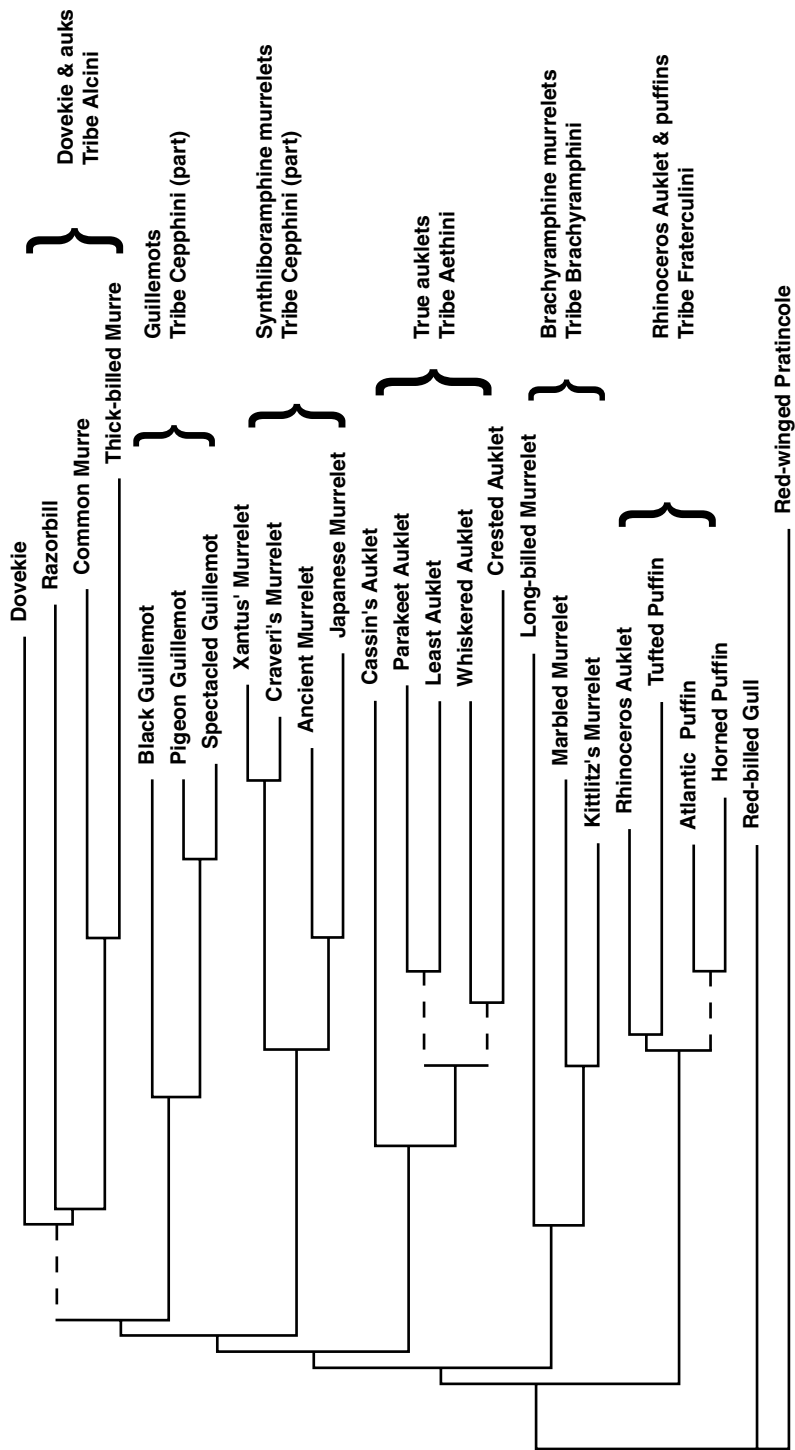 Dovekie
Razorbill
Common Murre
Thick-billed Murre
Dovekie & auks
Tribe Alcini
Black Guillemot
Pigeon Guillemot
Spectacled Guillemot
Guillemots
Tribe Cepphini (part)
Xantus' Murrelet
Craveri's Murrelet
Ancient Murrelet
Japanese Murrelet
Synthliboramphine murrelets
Tribe Cepphini (part)
Cassin's Auklet
Parakeet Auklet
Least Auklet
Whiskered Auklet
Crested Auklet
True auklets
Tribe Aethini
Long-billed Murrelet
Marbled Murrelet
Kittlitz's Murrelet
Brachyramphine murrelets
Tribe Brachyramphini
Rhinoceros Auklet
Tufted Puffin
Atlantic Puffin
Horned Puffin
Rhinoceros Auklet & puffins
Tribe Fraterculini
Red-billed Gull
Red-winged Pratincole